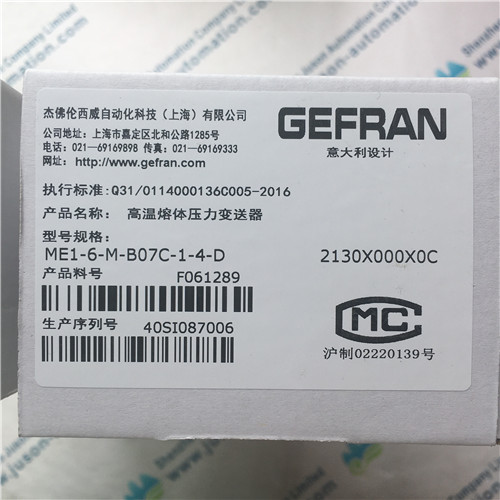 杰佛伦西威自动化科技（上海）有限公司
公司地址：上海市嘉定区北和公路1285号
电话：021—69169898 传真：021—69169333
网址：http://www.gefran.com
GEFRAN
意大利设计
执行标准：Q31/0114000136C005-2016
产品名称： 高温熔体压力变送器
型号规格：
ME1-6-M-B07C-1-4-D 2130X000X0C
产品料号 F061289
生产序列号 40SI087006
MC
沪制02220139号